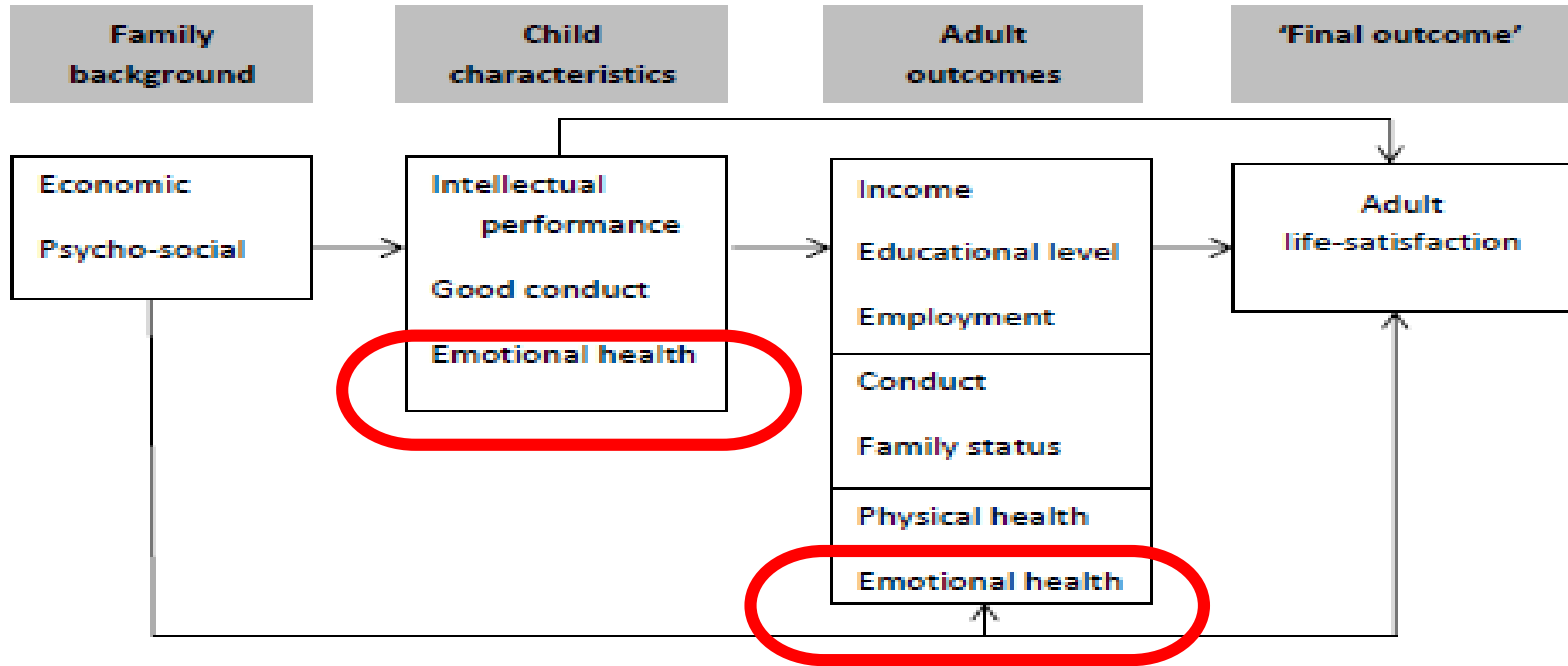 Family
background
Child
characteristics
Adult
outcomes
‘Final outcome’
Economic
Psycho-social
Intellectual
performance
Good conduct
Emotional health
Income
Educational level
Employment
Conduct
Family status
Physical health
Emotional health
Adult
life-satisfaction